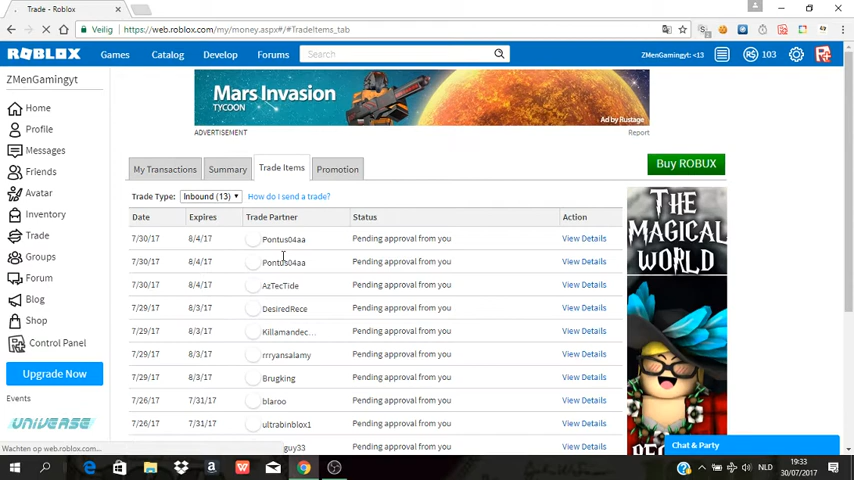 Trade - Roblox
Veilig | https://web.roblox.com/my/money.aspx#/#TradeItems_tab
ROBLOX Games Catalog Develop Forums Search ZMenGamingyt: <13 103
ZMenGamingyt
Home
Profile
Messages
Friends
Avatar
Inventory
Trade
Groups
Forum
Blog
Shop
Control Panel
Upgrade Now
Events
UNIVERSE
Mars Invasion
TYCOON
Ad by Rustage
ADVERTISEMENT Report
My Transactions Summary Trade Items Promotion
Buy ROBUX
Trade Type: Inbound (13) How do I send a trade?
Date Expires Trade Partner Status Action
7/30/17 8/4/17 Pontus04aa Pending approval from you View Details
7/30/17 8/4/17 Pontus04aa Pending approval from you View Details
7/30/17 8/4/17 AzTecTide Pending approval from you View Details
7/29/17 8/3/17 DesiredRece Pending approval from you View Details
7/29/17 8/3/17 Killamandec... Pending approval from you View Details
7/29/17 8/3/17 rrryansalamy Pending approval from you View Details
7/29/17 8/3/17 Brugking Pending approval from you View Details
7/26/17 7/31/17 blaroo Pending approval from you View Details
7/26/17 7/31/17 ultrabinblox1 Pending approval from you View Details
guy33 Pending approval from you View Details
THE
MAGICAL
WORLD
Chat & Party
Wachten op web.roblox.com...
NLD
19:33
30/07/2017